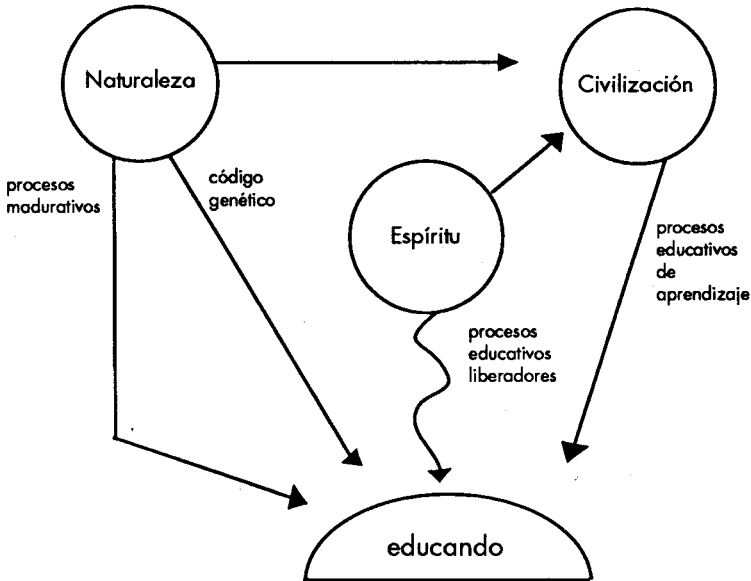 Naturaleza
Civilización
procesos
madurativos
código
genético
Espíritu
procesos
educativos
de
aprendizaje
procesos
educativos
liberadores
educando